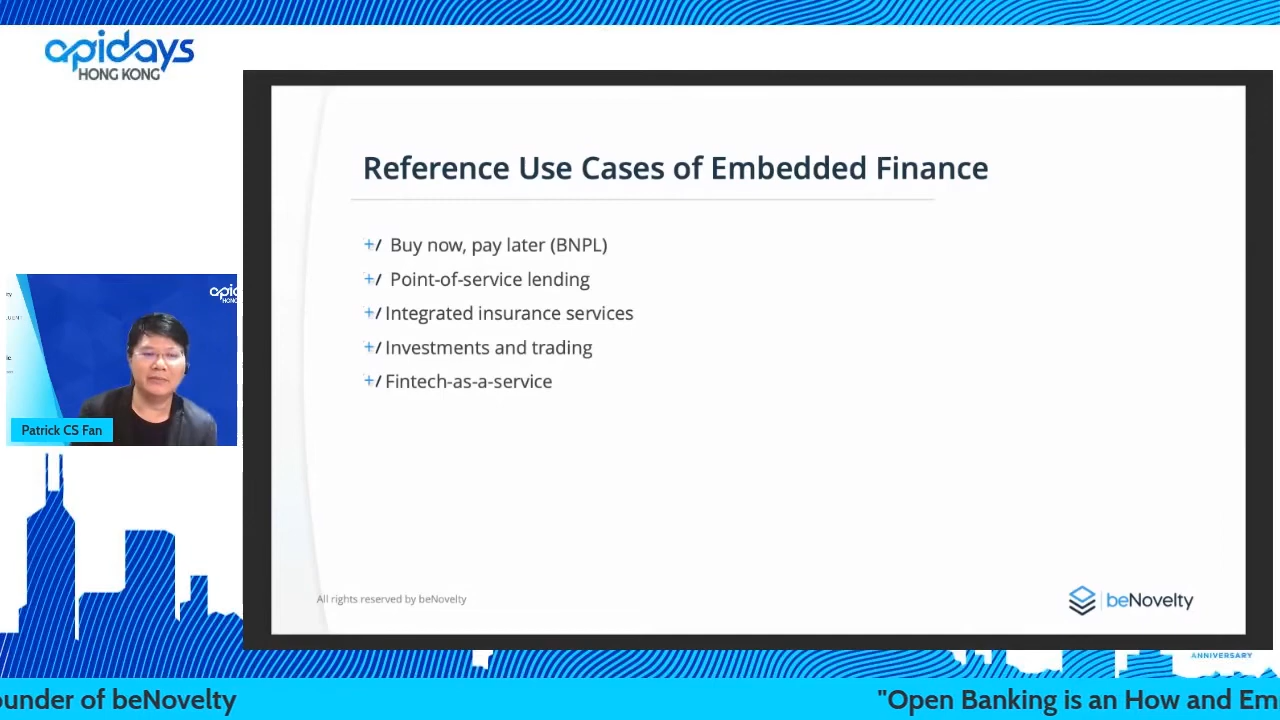 apidays
HONG KONG
Reference Use Cases of Embedded Finance
+/ Buy now, pay later (BNPL)
+/ Point-of-service lending
+/ Integrated insurance services
+/ Investments and trading
+/ Fintech-as-a-service
Patrick CS Fan
All rights reserved by beNovelty
beNovelty
ANNIVERSARY
ounder of beNovelty
"Open Banking is an How and Em